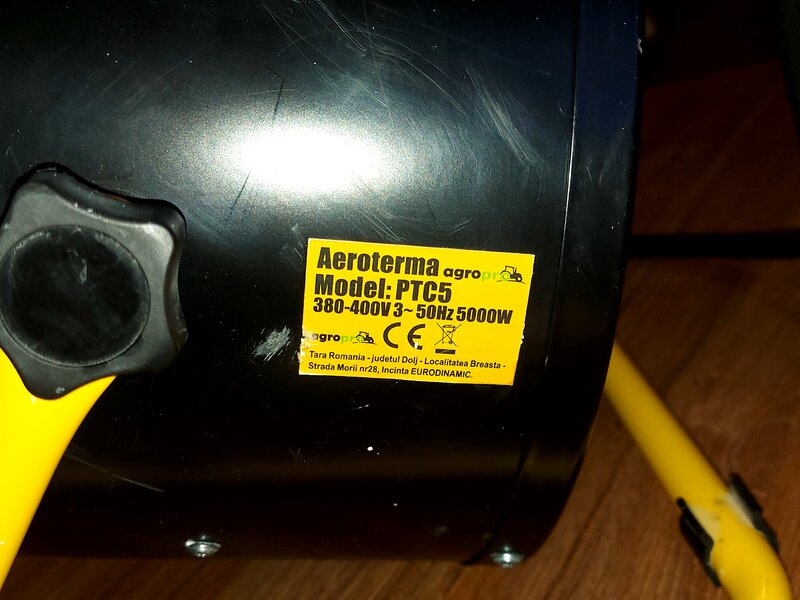 Aeroterma agropro
Model: PTC5
380-400V 3~ 50Hz 5000W
agropro CE
Tara Romania - judetul Dolj - Localitatea Breasta -
Strada Morii nr28, Incinta EURODINAMIC.